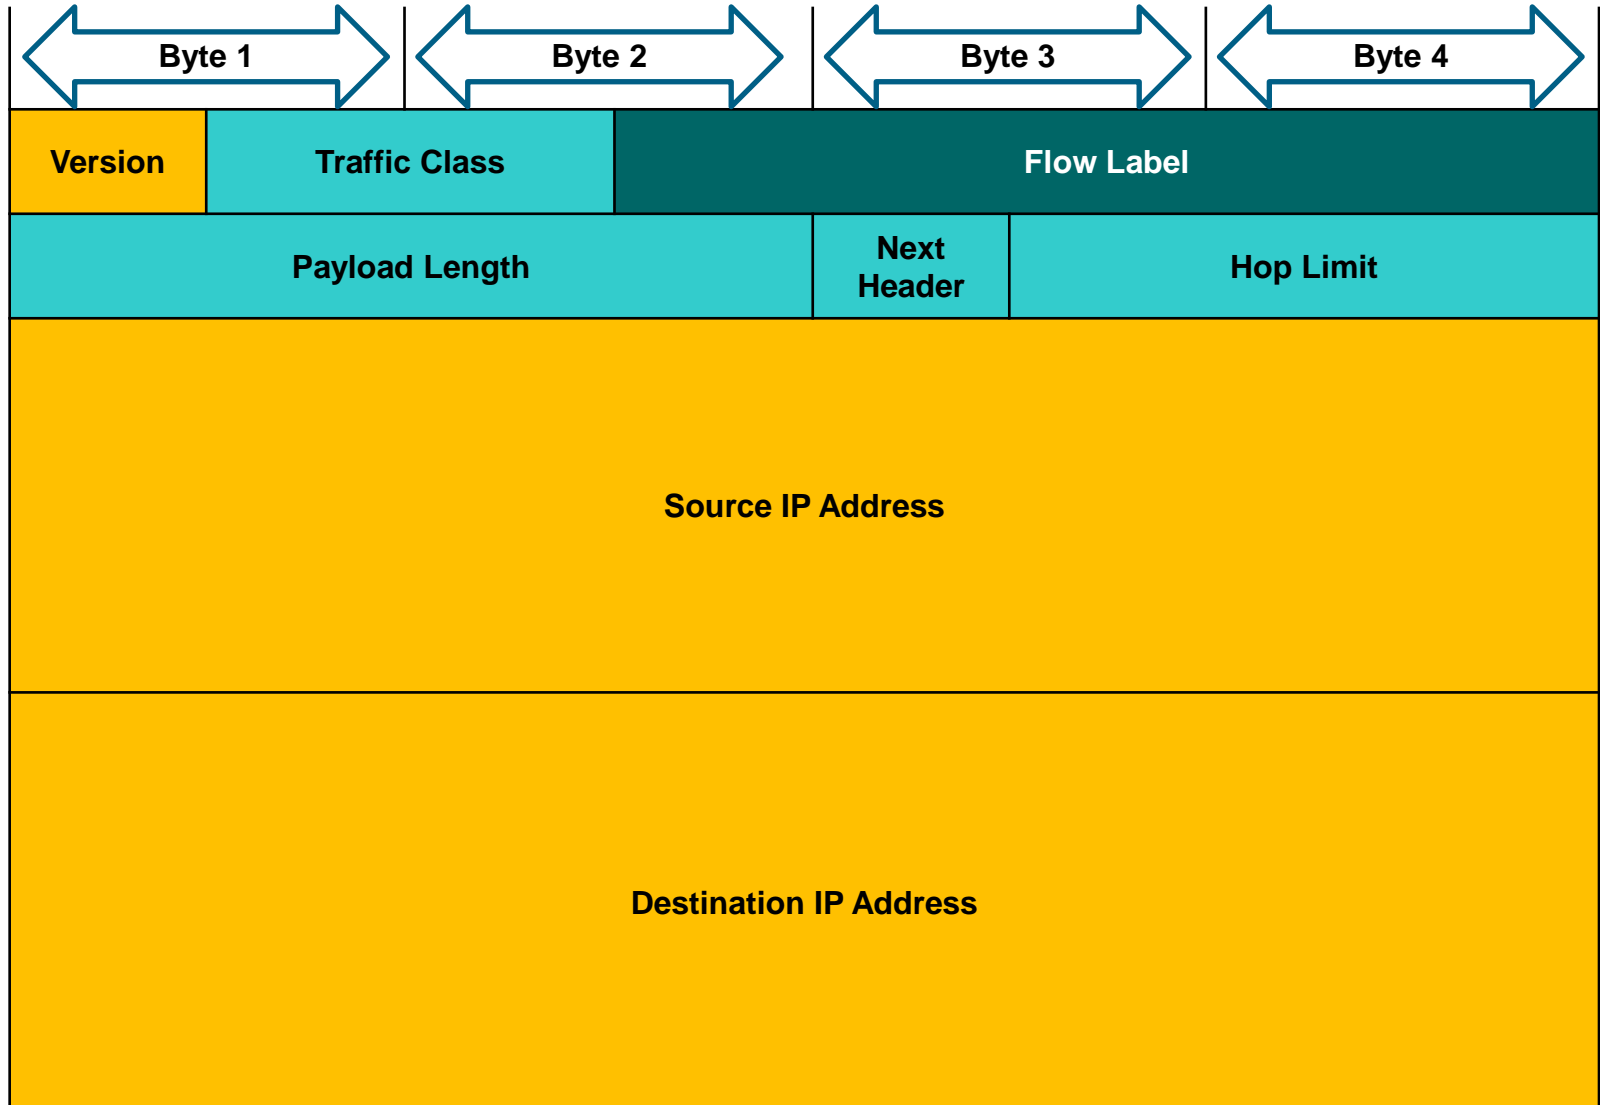 Byte 1 Byte 2 Byte 3 Byte 4
Version Traffic Class Flow Label
Payload Length Next Header Hop Limit
Source IP Address
Destination IP Address